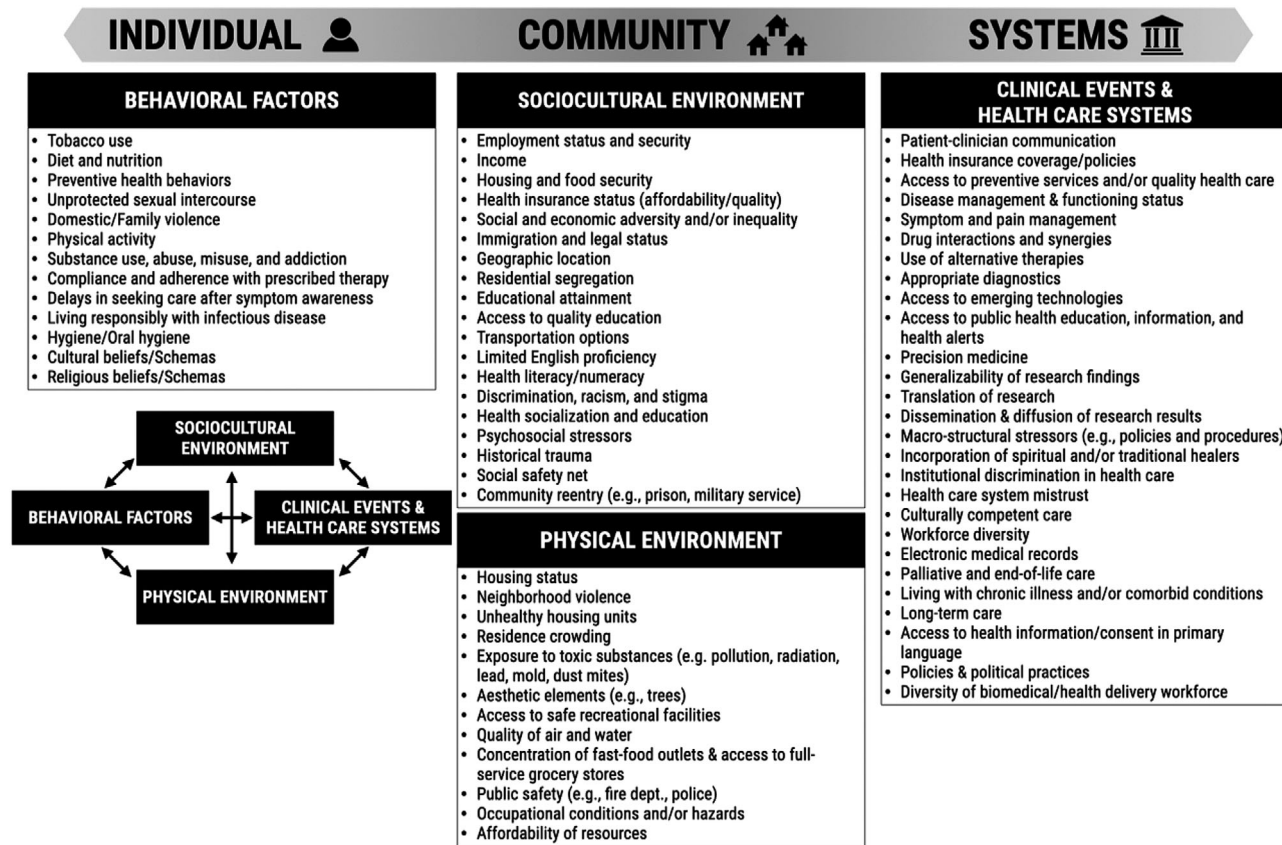 INDIVIDUAL
COMMUNITY
SYSTEMS
BEHAVIORAL FACTORS
• Tobacco use
• Diet and nutrition
• Preventive health behaviors
• Unprotected sexual intercourse
• Domestic/Family violence
• Physical activity
• Substance use, abuse, misuse, and addiction
• Compliance and adherence with prescribed therapy
• Delays in seeking care after symptom awareness
• Living responsibly with infectious disease
• Hygiene/Oral hygiene
• Cultural beliefs/Schemas
• Religious beliefs/Schemas
SOCIOCULTURAL
ENVIRONMENT
BEHAVIORAL FACTORS
CLINICAL EVENTS &
HEALTH CARE SYSTEMS
PHYSICAL ENVIRONMENT
SOCIOCULTURAL ENVIRONMENT
• Employment status and security
• Income
• Housing and food security
• Health insurance status (affordability/quality)
• Social and economic adversity and/or inequality
• Immigration and legal status
• Geographic location
• Residential segregation
• Educational attainment
• Access to quality education
• Transportation options
• Limited English proficiency
• Health literacy/numeracy
• Discrimination, racism, and stigma
• Health socialization and education
• Psychosocial stressors
• Historical trauma
• Social safety net
• Community reentry (e.g., prison, military service)
PHYSICAL ENVIRONMENT
• Housing status
• Neighborhood violence
• Unhealthy housing units
• Residence crowding
• Exposure to toxic substances (e.g. pollution, radiation,
lead, mold, dust mites)
• Aesthetic elements (e.g., trees)
• Access to safe recreational facilities
• Quality of air and water
• Concentration of fast-food outlets & access to full-
service grocery stores
• Public safety (e.g., fire dept., police)
• Occupational conditions and/or hazards
• Affordability of resources
CLINICAL EVENTS &
HEALTH CARE SYSTEMS
• Patient-clinician communication
• Health insurance coverage/policies
• Access to preventive services and/or quality health care
• Disease management & functioning status
• Symptom and pain management
• Drug interactions and synergies
• Use of alternative therapies
• Appropriate diagnostics
• Access to emerging technologies
• Access to public health education, information, and
health alerts
• Precision medicine
• Generalizability of research findings
• Translation of research
• Dissemination & diffusion of research results
• Macro-structural stressors (e.g., policies and procedures)
• Incorporation of spiritual and/or traditional healers
• Institutional discrimination in health care
• Health care system mistrust
• Culturally competent care
• Workforce diversity
• Electronic medical records
• Palliative and end-of-life care
• Living with chronic illness and/or comorbid conditions
• Long-term care
• Access to health information/consent in primary
language
• Policies & political practices
• Diversity of biomedical/health delivery workforce